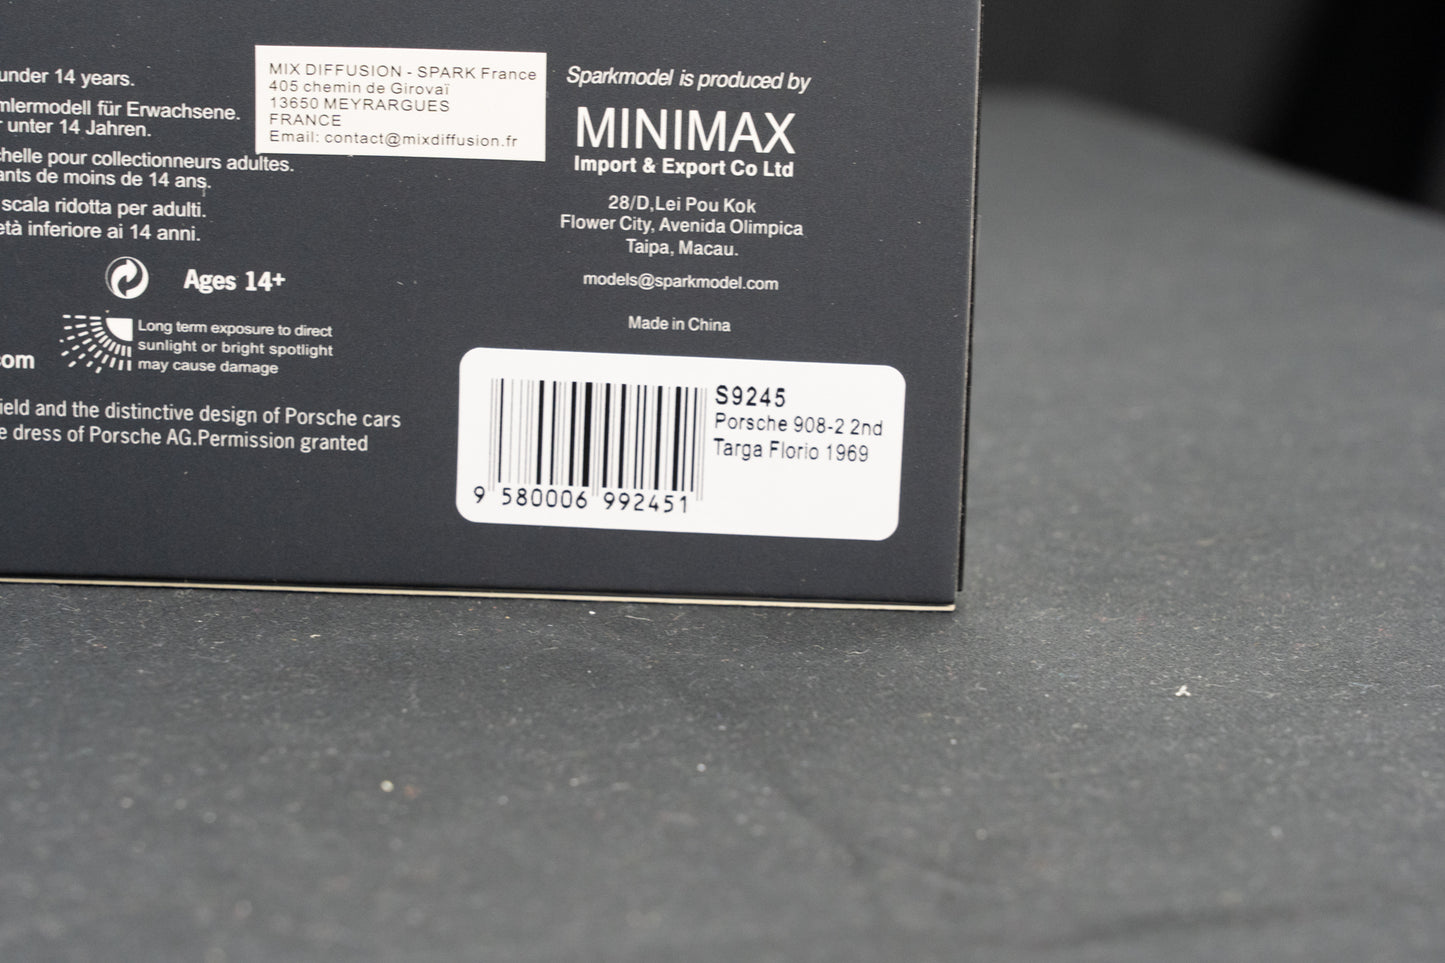 under 14 years.
mlermodell für Erwachsene.
r unter 14 Jahren.
chelle pour collectionneurs adultes.
ants de moins de 14 ans.
scala ridotta per adulti.
età inferiore ai 14 anni.
Ages 14+
Long term exposure to direct
sunlight or bright spotlight
may cause damage
com
ield and the distinctive design of Porsche cars
e dress of Porsche AG.Permission granted
MIX DIFFUSION - SPARK France
405 chemin de Girovaï
13650 MEYRARGUES
FRANCE
Email: contact@mixdiffusion.fr
Sparkmodel is produced by
MINIMAX
Import & Export Co Ltd
28/D,Lei Pou Kok
Flower City, Avenida Olimpica
Taipa, Macau.
models@sparkmodel.com
Made in China
S9245
Porsche 908-2 2nd
Targa Florio 1969
9 580006 992451